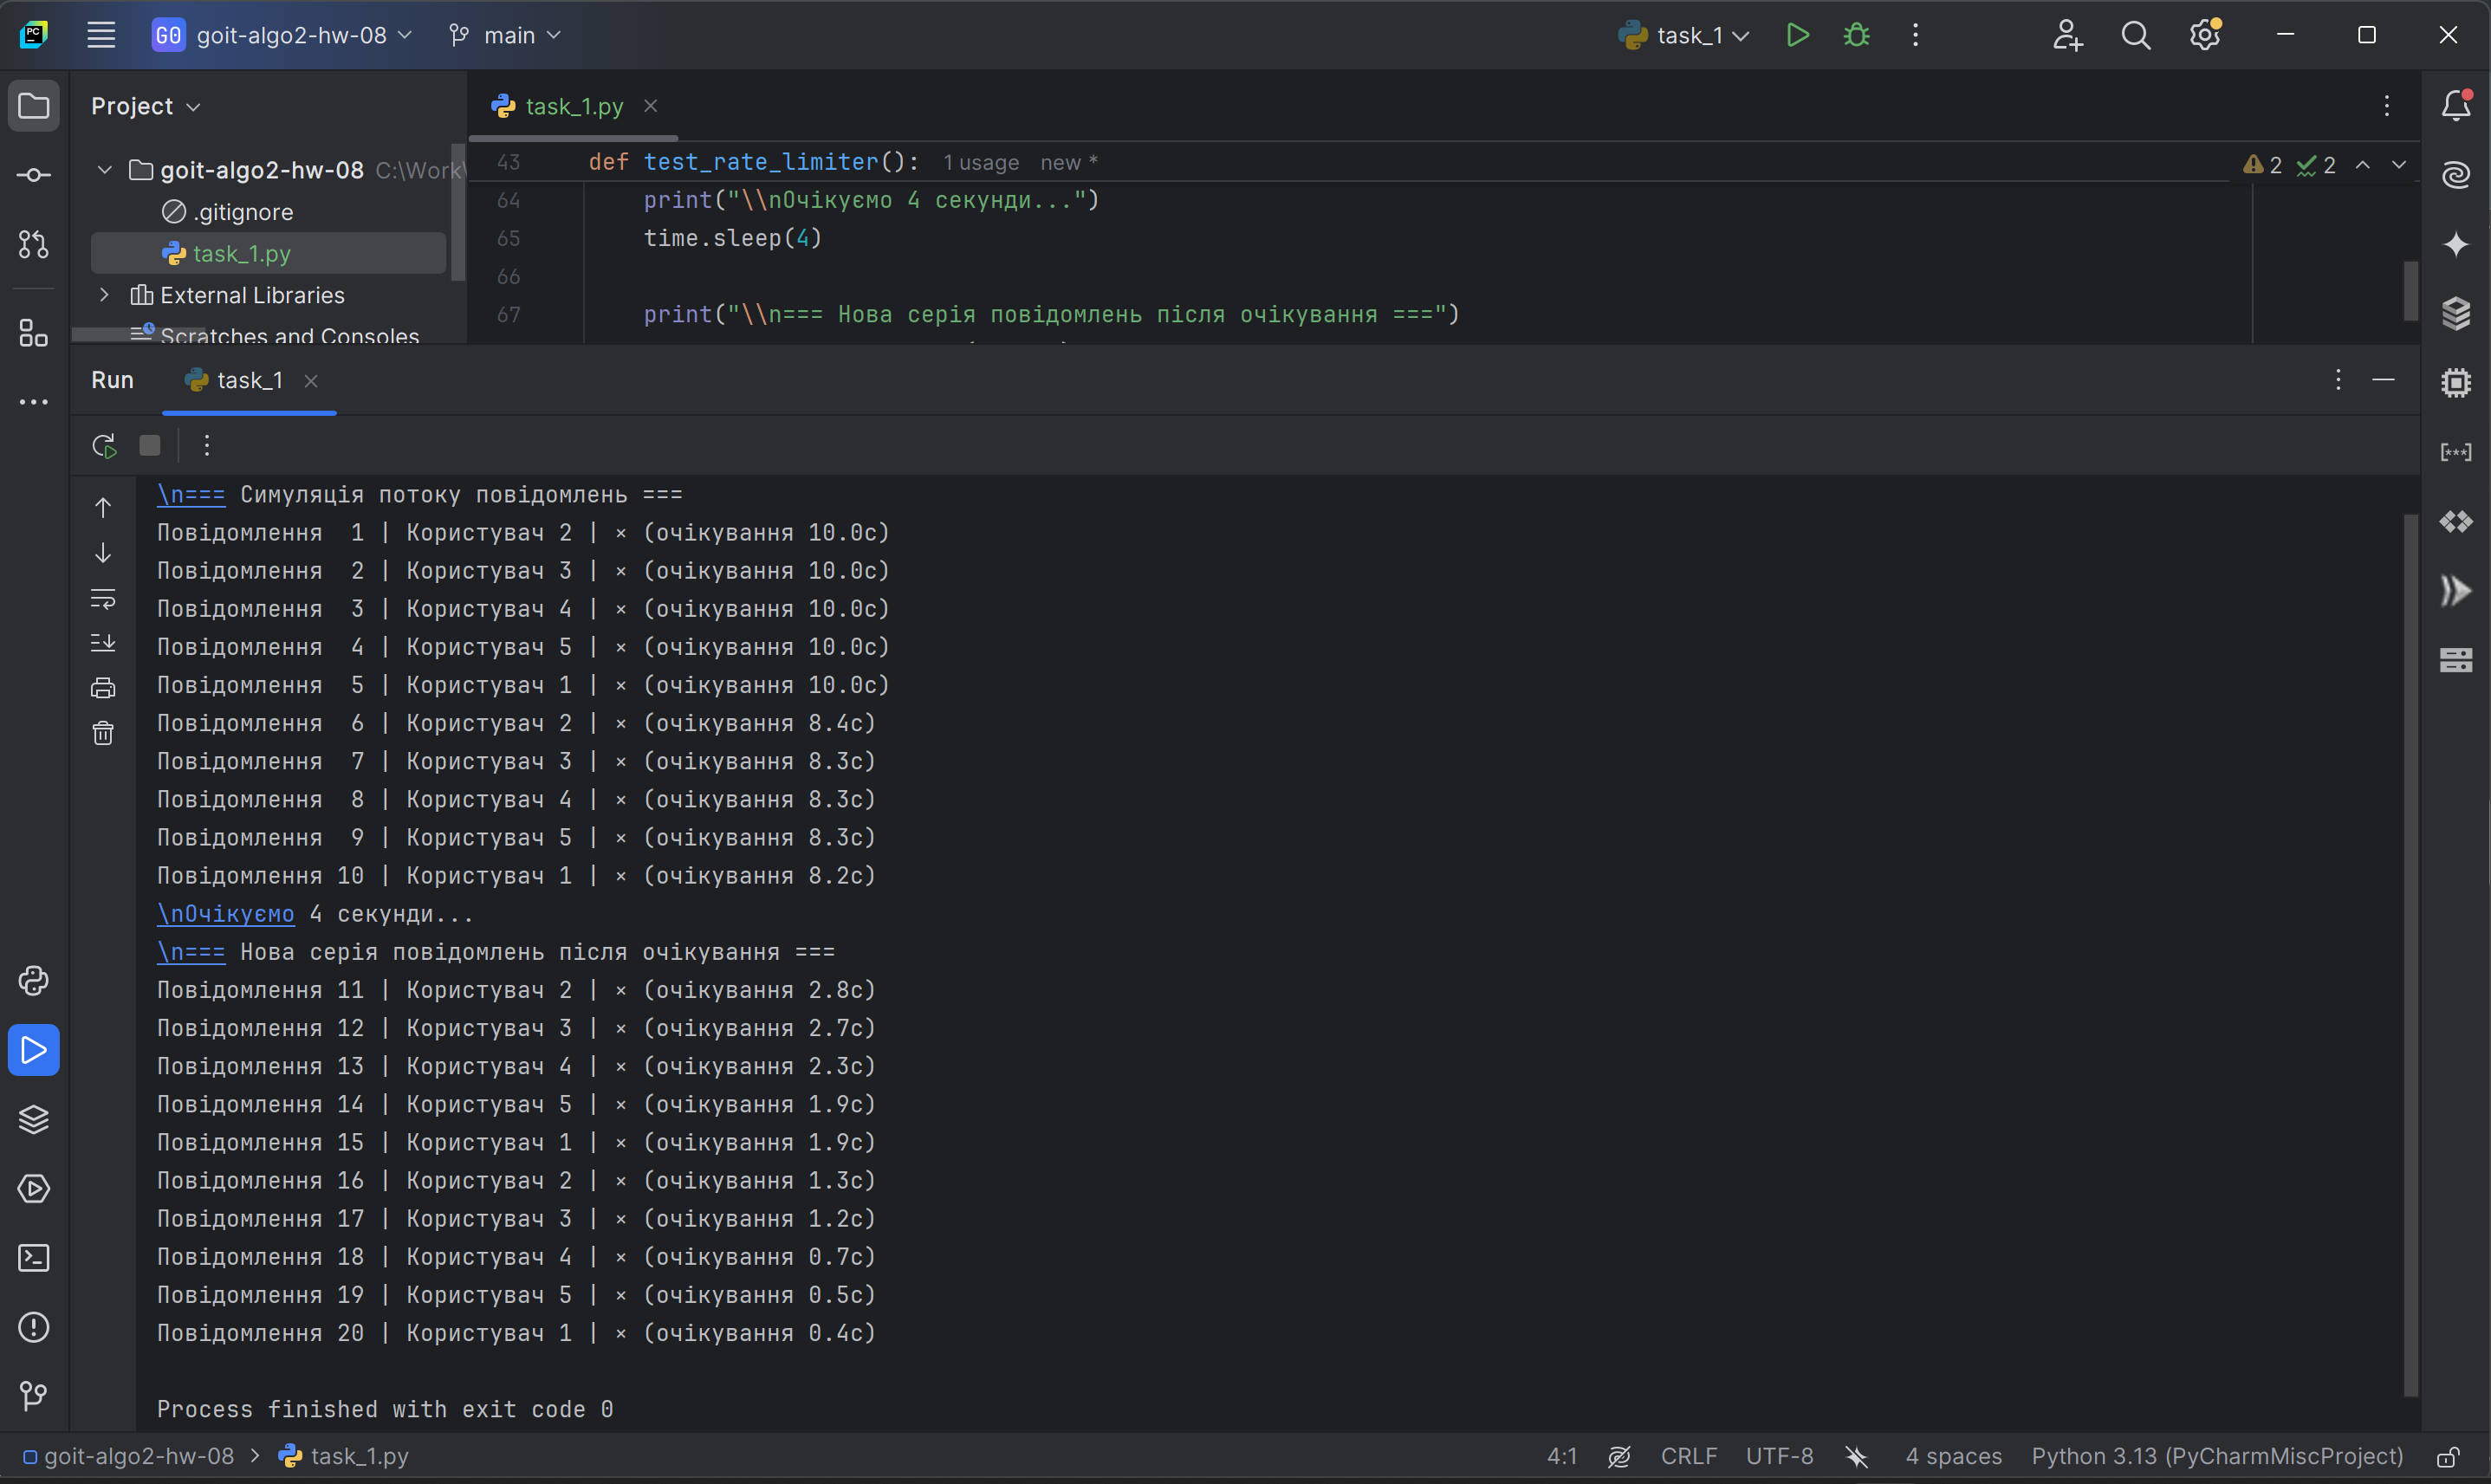 PC
GO goit-algo2-hw-08 main task_1
Project
task_1.py
goit-algo2-hw-08 C:\Work\
.gitignore
task_1.py
External Libraries
Scratches and Consoles
43 def test_rate_limiter(): 1 usage new * 2 2
64 print("\\nОчікуємо 4 секунди...")
65 time.sleep(4)
66
67 print("\\n=== Нова серія повідомлень після очікування ===")
Run task_1
\n=== Симуляція потоку повідомлень ===
Повідомлення  1 | Користувач 2 | × (очікування 10.0с)
Повідомлення  2 | Користувач 3 | × (очікування 10.0с)
Повідомлення  3 | Користувач 4 | × (очікування 10.0с)
Повідомлення  4 | Користувач 5 | × (очікування 10.0с)
Повідомлення  5 | Користувач 1 | × (очікування 10.0с)
Повідомлення  6 | Користувач 2 | × (очікування 8.4с)
Повідомлення  7 | Користувач 3 | × (очікування 8.3с)
Повідомлення  8 | Користувач 4 | × (очікування 8.3с)
Повідомлення  9 | Користувач 5 | × (очікування 8.3с)
Повідомлення 10 | Користувач 1 | × (очікування 8.2с)
\nОчікуємо 4 секунди...
\n=== Нова серія повідомлень після очікування ===
Повідомлення 11 | Користувач 2 | × (очікування 2.8с)
Повідомлення 12 | Користувач 3 | × (очікування 2.7с)
Повідомлення 13 | Користувач 4 | × (очікування 2.3с)
Повідомлення 14 | Користувач 5 | × (очікування 1.9с)
Повідомлення 15 | Користувач 1 | × (очікування 1.9с)
Повідомлення 16 | Користувач 2 | × (очікування 1.3с)
Повідомлення 17 | Користувач 3 | × (очікування 1.2с)
Повідомлення 18 | Користувач 4 | × (очікування 0.7с)
Повідомлення 19 | Користувач 5 | × (очікування 0.5с)
Повідомлення 20 | Користувач 1 | × (очікування 0.4с)
Process finished with exit code 0
goit-algo2-hw-08 > task_1.py 4:1 CRLF UTF-8 4 spaces Python 3.13 (PyCharmMiscProject)